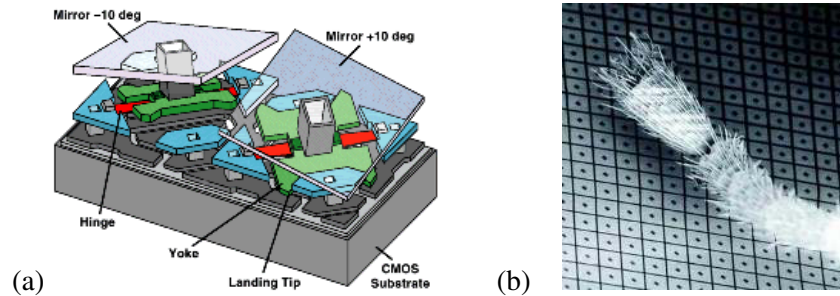 Mirror –10 deg
Mirror +10 deg
Hinge
Yoke
Landing Tip
CMOS
Substrate
(a)
(b)